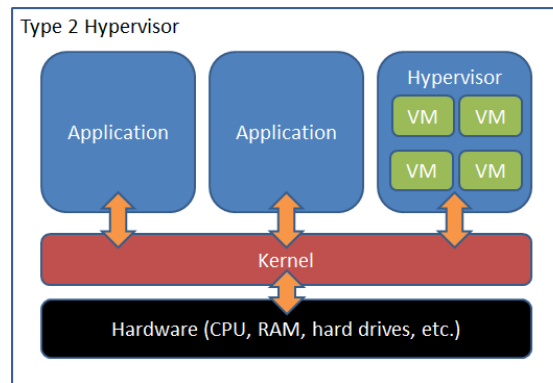 Type 2 Hypervisor
Application
Application
Hypervisor
VM
VM
VM
VM
Kernel
Hardware (CPU, RAM, hard drives, etc.)